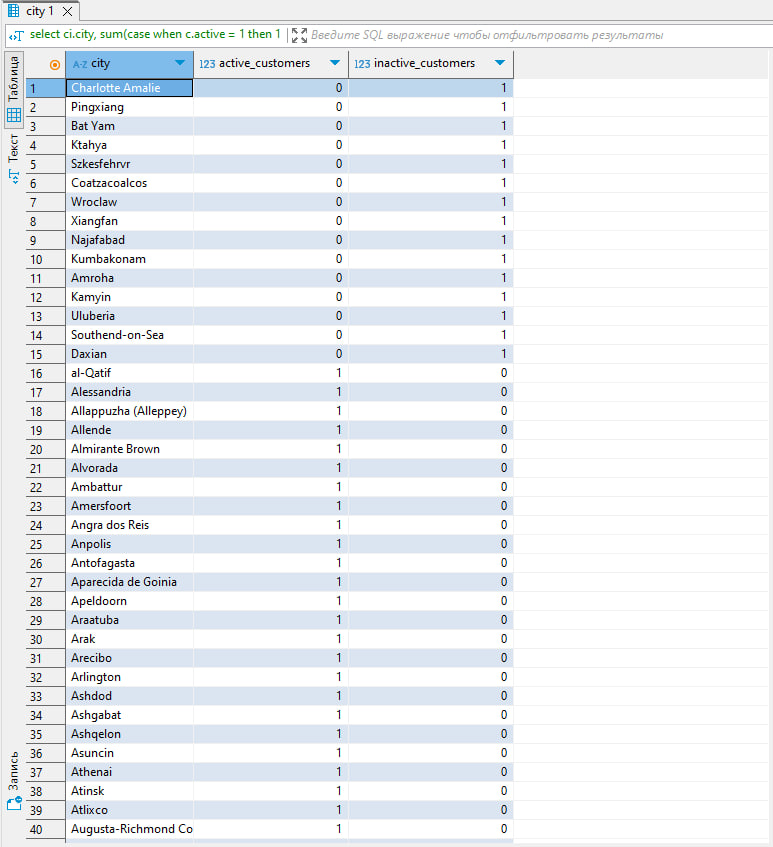 city 1
select ci.city, sum(case when c.active = 1 then 1
Введите SQL выражение чтобы отфильтровать результаты
Таблица
Текст
Запись
A-Z city 123 active_customers 123 inactive_customers
1 Charlotte Amalie 0 1
2 Pingxiang 0 1
3 Bat Yam 0 1
4 Ktahya 0 1
5 Szkesfehrvr 0 1
6 Coatzacoalcos 0 1
7 Wroclaw 0 1
8 Xiangfan 0 1
9 Najafabad 0 1
10 Kumbakonam 0 1
11 Amroha 0 1
12 Kamyin 0 1
13 Uluberia 0 1
14 Southend-on-Sea 0 1
15 Daxian 0 1
16 al-Qatif 1 0
17 Alessandria 1 0
18 Allappuzha (Alleppey) 1 0
19 Allende 1 0
20 Almirante Brown 1 0
21 Alvorada 1 0
22 Ambattur 1 0
23 Amersfoort 1 0
24 Angra dos Reis 1 0
25 Anpolis 1 0
26 Antofagasta 1 0
27 Aparecida de Goinia 1 0
28 Apeldoorn 1 0
29 Araatuba 1 0
30 Arak 1 0
31 Arecibo 1 0
32 Arlington 1 0
33 Ashdod 1 0
34 Ashgabat 1 0
35 Ashqelon 1 0
36 Asuncin 1 0
37 Athenai 1 0
38 Atinsk 1 0
39 Atlixco 1 0
40 Augusta-Richmond Co 1 0